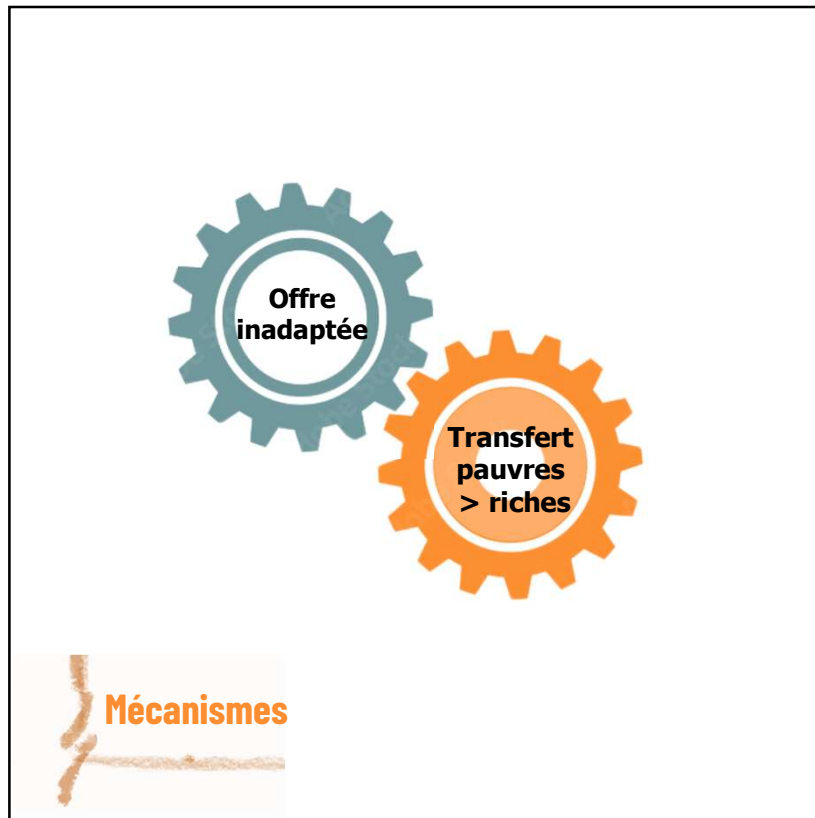 Offre
inadaptée
Transfert
pauvres
> riches
Mécanismes